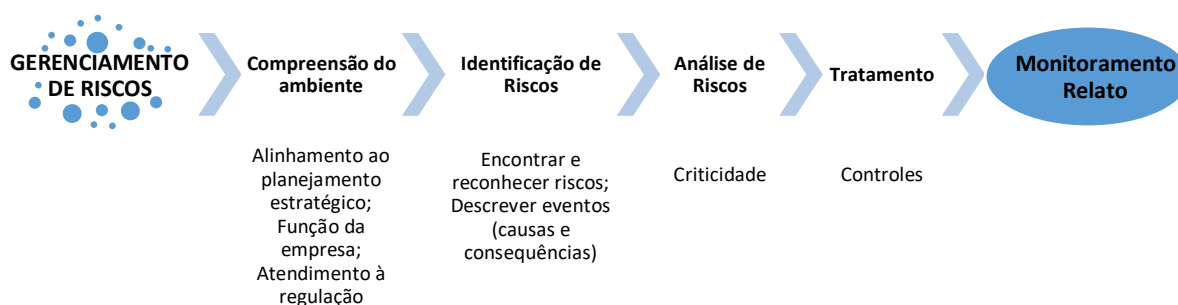 GERENCIAMENTO
DE RISCOS
Compreensão do
ambiente
Identificação de
Riscos
Análise de
Riscos
Tratamento
Monitoramento
Relato
Alinhamento ao
planejamento
estratégico;
Função da
empresa;
Atendimento à
regulação
Encontrar e
reconhecer riscos;
Descrever eventos
(causas e
consequências)
Criticidade
Controles